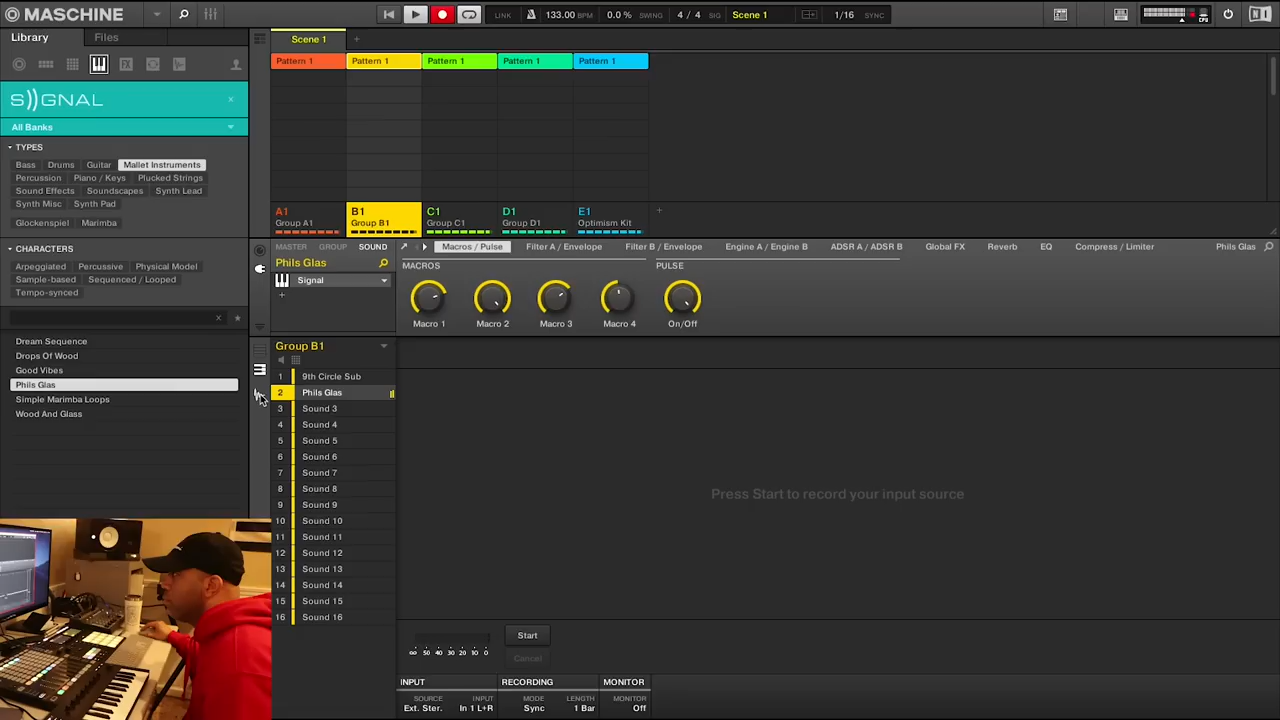 MASCHINE
LINK
133.00 BPM
0.0 % SWING
4 / 4 SIG
Scene 1
1/16 SYNC
CPU
Library
Files
Scene 1
+
Pattern 1
Pattern 1
Pattern 1
Pattern 1
Pattern 1
S))GNAL
×
All Banks
TYPES
Bass
Drums
Guitar
Mallet Instruments
Percussion
Piano / Keys
Plucked Strings
Sound Effects
Soundscapes
Synth Lead
Synth Misc
Synth Pad
Glockenspiel
Marimba
A1
Group A1
B1
Group B1
C1
Group C1
D1
Group D1
E1
Optimism Kit
+
CHARACTERS
Arpeggiated
Percussive
Physical Model
Sample-based
Sequenced / Looped
Tempo-synced
Dream Sequence
Drops Of Wood
Good Vibes
Phils Glas
Simple Marimba Loops
Wood And Glass
MASTER
GROUP
SOUND
Macros / Pulse
Filter A / Envelope
Filter B / Envelope
Engine A / Engine B
ADSR A / ADSR B
Global FX
Reverb
EQ
Compress / Limiter
Phils Glas
Phils Glas
Signal
+
MACROS
PULSE
Macro 1
Macro 2
Macro 3
Macro 4
On/Off
Group B1
1 9th Circle Sub
2 Phils Glas
3 Sound 3
4 Sound 4
5 Sound 5
6 Sound 6
7 Sound 7
8 Sound 8
9 Sound 9
10 Sound 10
11 Sound 11
12 Sound 12
13 Sound 13
14 Sound 14
15 Sound 15
16 Sound 16
Press Start to record your input source
∞ 50 40 30 20 10 0
Start
Cancel
INPUT
RECORDING
MONITOR
SOURCE
INPUT
MODE
LENGTH
MONITOR
Ext. Ster.
In 1 L+R
Sync
1 Bar
Off